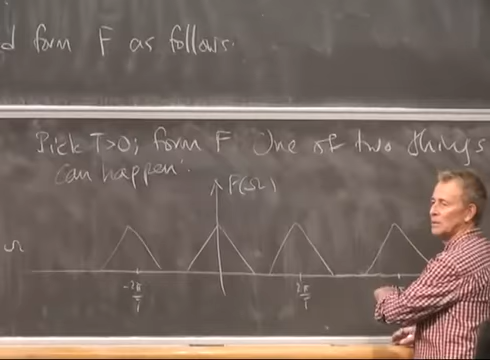 d form F as follows.
Pick T>0; form F One of two things
can happen:
F(Ω)
Ω
-2π/T
2π/T